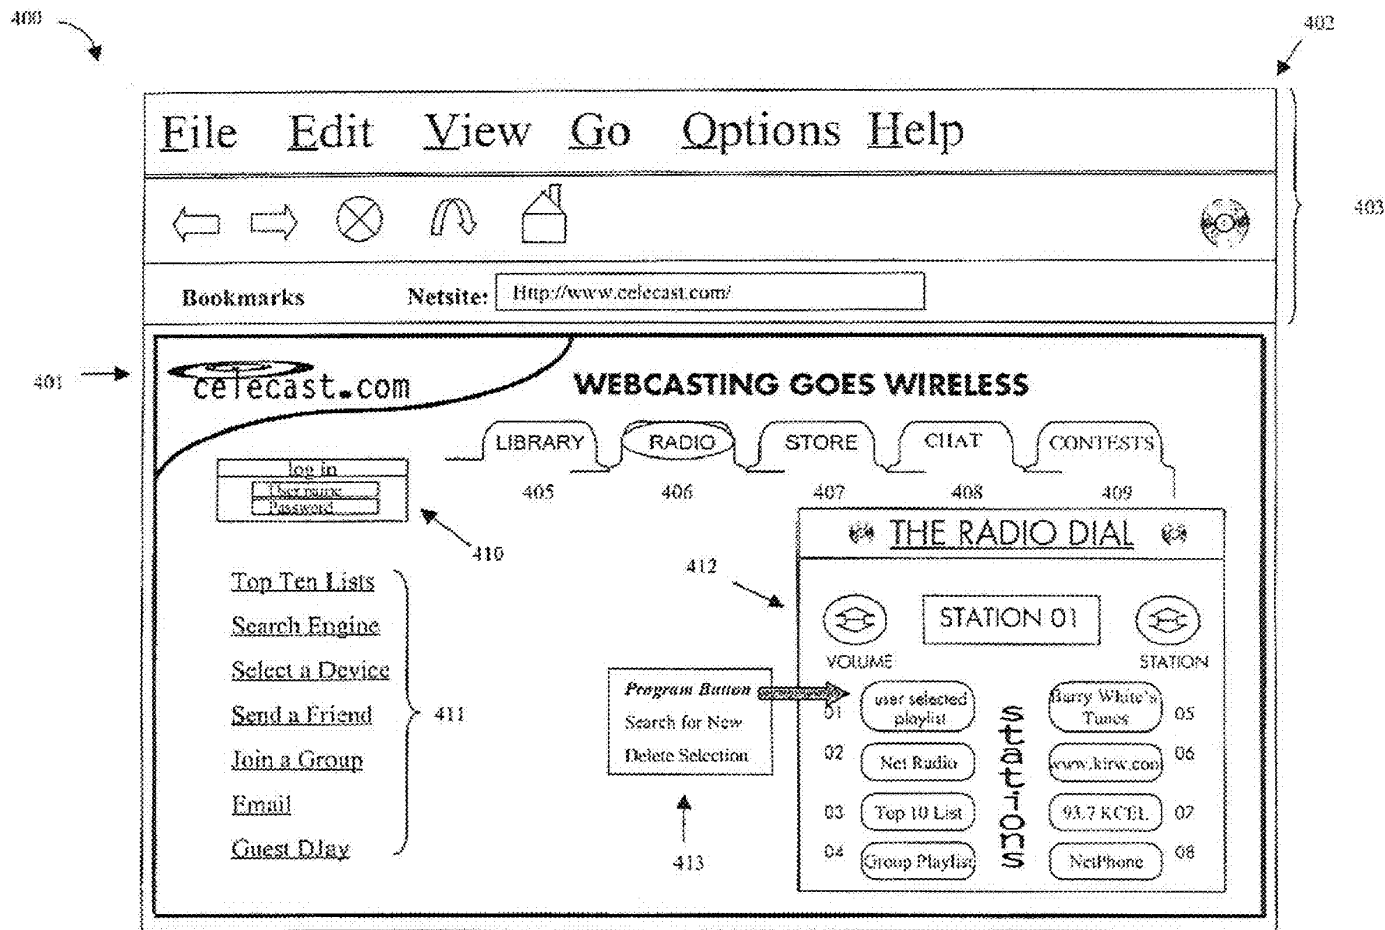 400
402
File Edit View Go Options Help
403
Bookmarks Netsite: Http://www.celecast.com/
401
celecast.com
WEBCASTING GOES WIRELESS
LIBRARY RADIO STORE CHAT CONTESTS
405 406 407 408 409
log in
User name
Password
410
THE RADIO DIAL
412
Top Ten Lists
Search Engine
Select a Device
Send a Friend
Join a Group
Email
Guest DJay
411
STATION 01
VOLUME
STATION
Program Button
Search for New
Delete Selection
413
01 user selected playlist
02 Net Radio
03 Top 10 List
04 Group Playlist
stations
Barry White's Tunes 05
www.kirw.com 06
93.7 KCEL 07
NetPhone 08